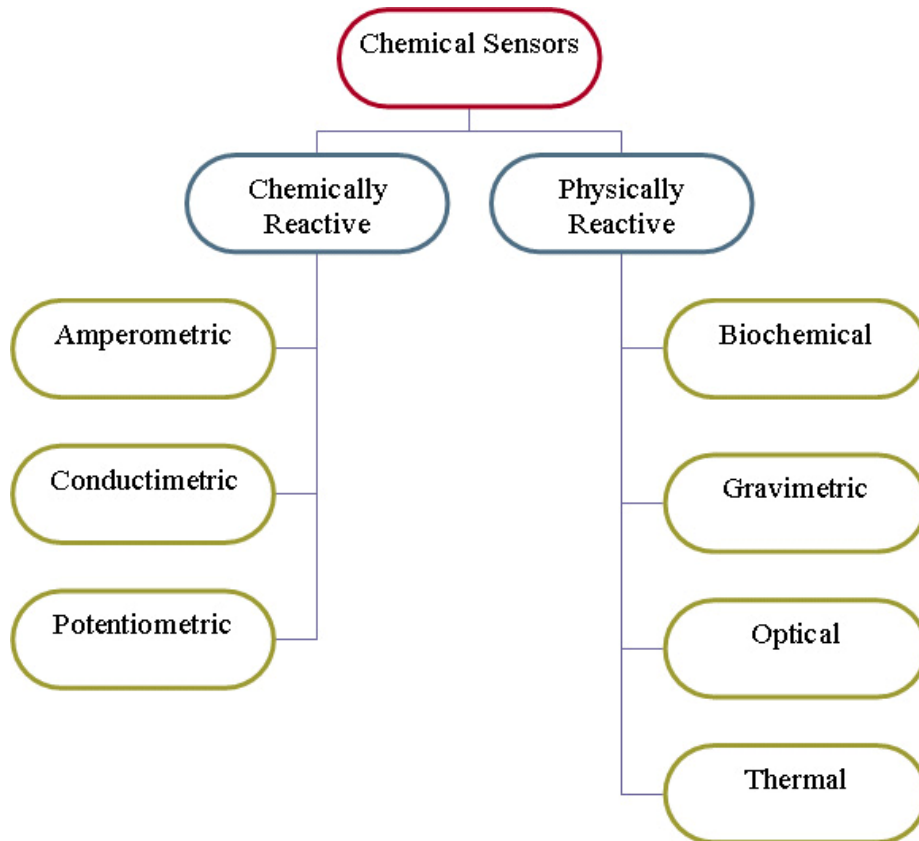 Chemical Sensors
Chemically
Reactive
Physically
Reactive
Amperometric
Biochemical
Conductimetric
Gravimetric
Potentiometric
Optical
Thermal